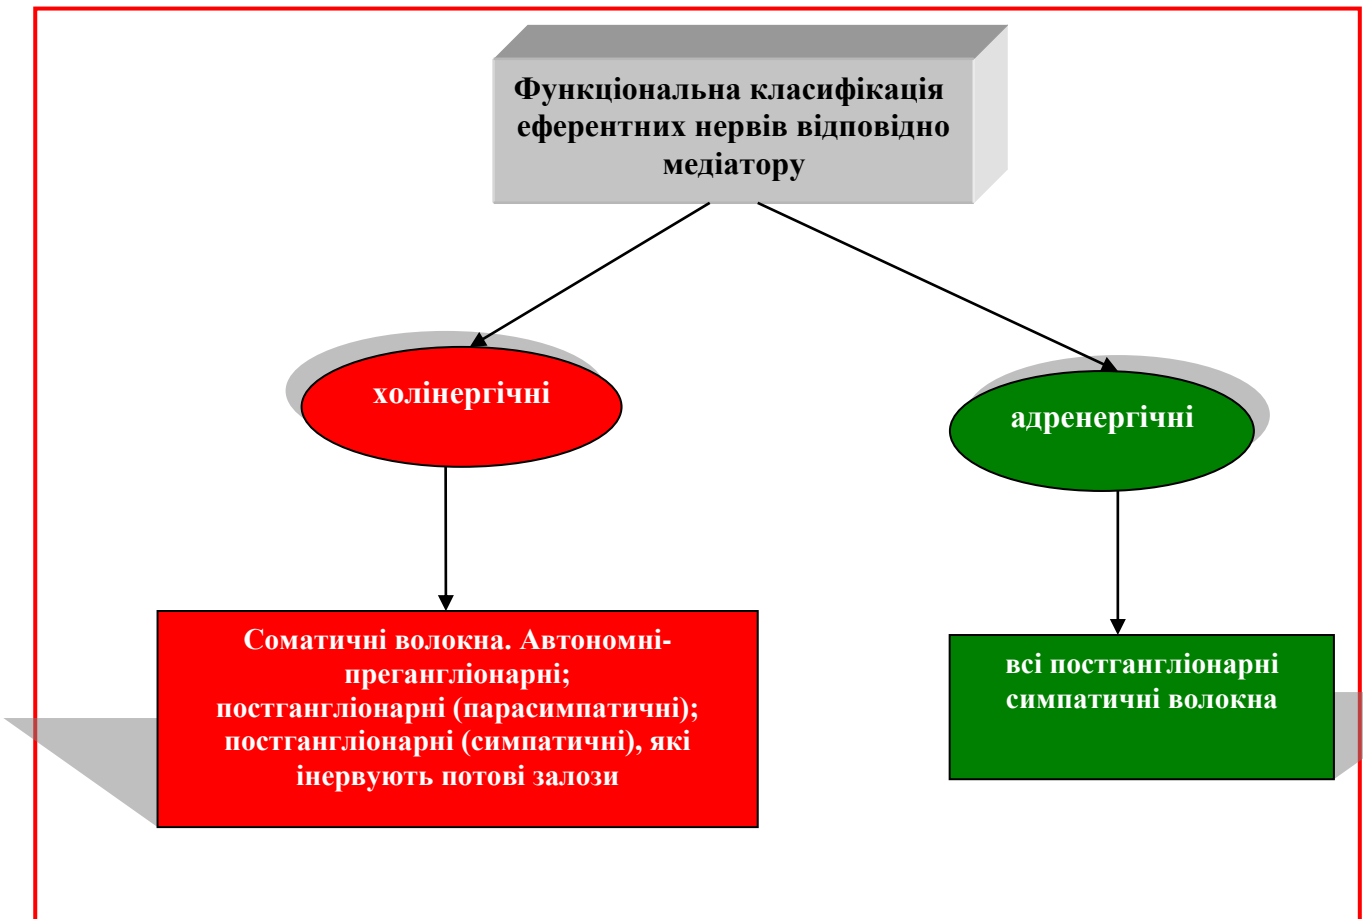 Функціональна класифікація
еферентних нервів відповідно
медіатору
холінергічні
адренергічні
Соматичні волокна. Автономні-
прегангліонарні;
постгангліонарні (парасимпатичні);
постгангліонарні (симпатичні), які
інервують потові залози
всі постгангліонарні
симпатичні волокна